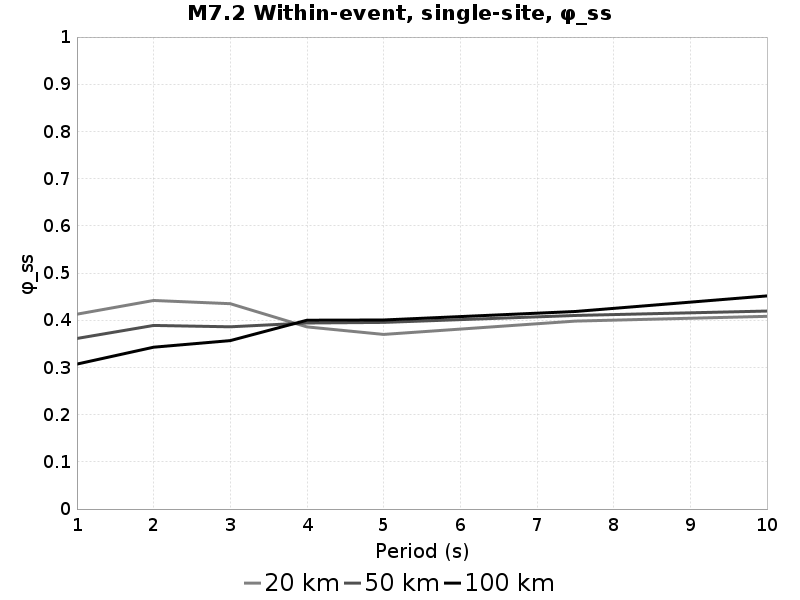 M7.2 Within-event, single-site, φ_ss
1
0.9
0.8
0.7
0.6
0.5
0.4
0.3
0.2
0.1
0
φ_ss
1 2 3 4 5 6 7 8 9 10
Period (s)
20 km 50 km 100 km